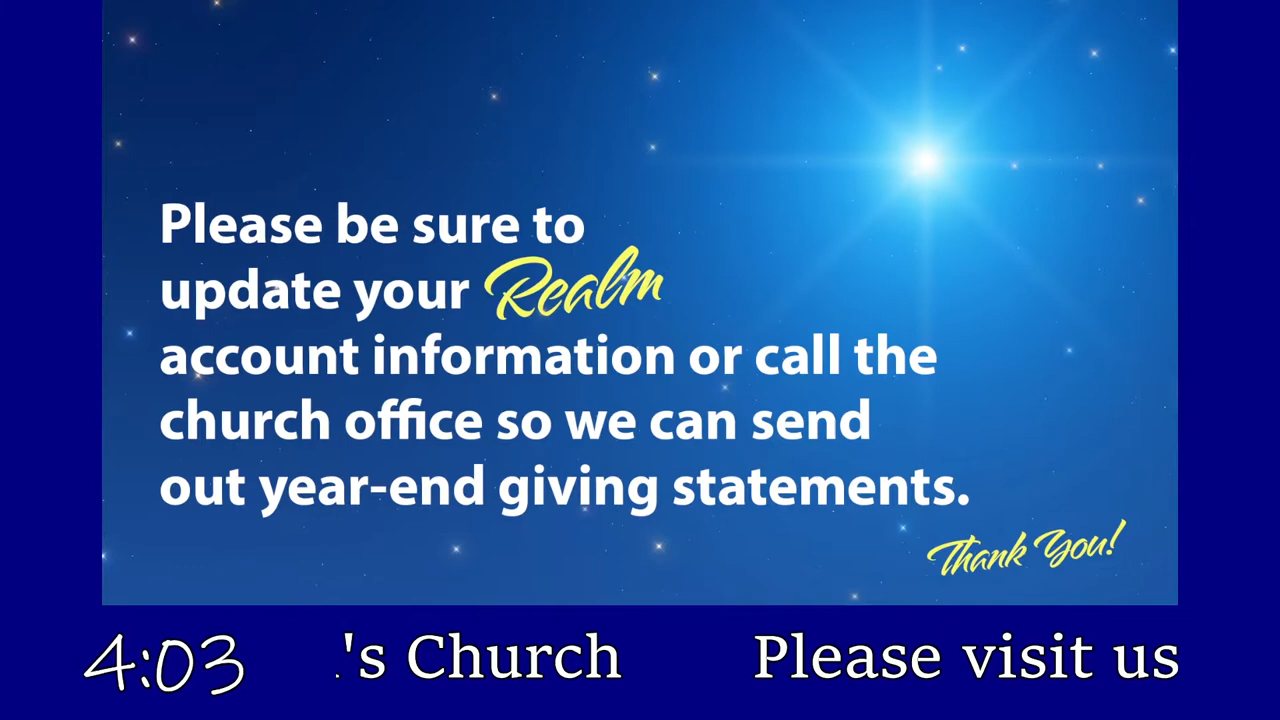 Please be sure to
update your Realm
account information or call the
church office so we can send
out year-end giving statements.
Thank You!
4:03 's Church Please visit us